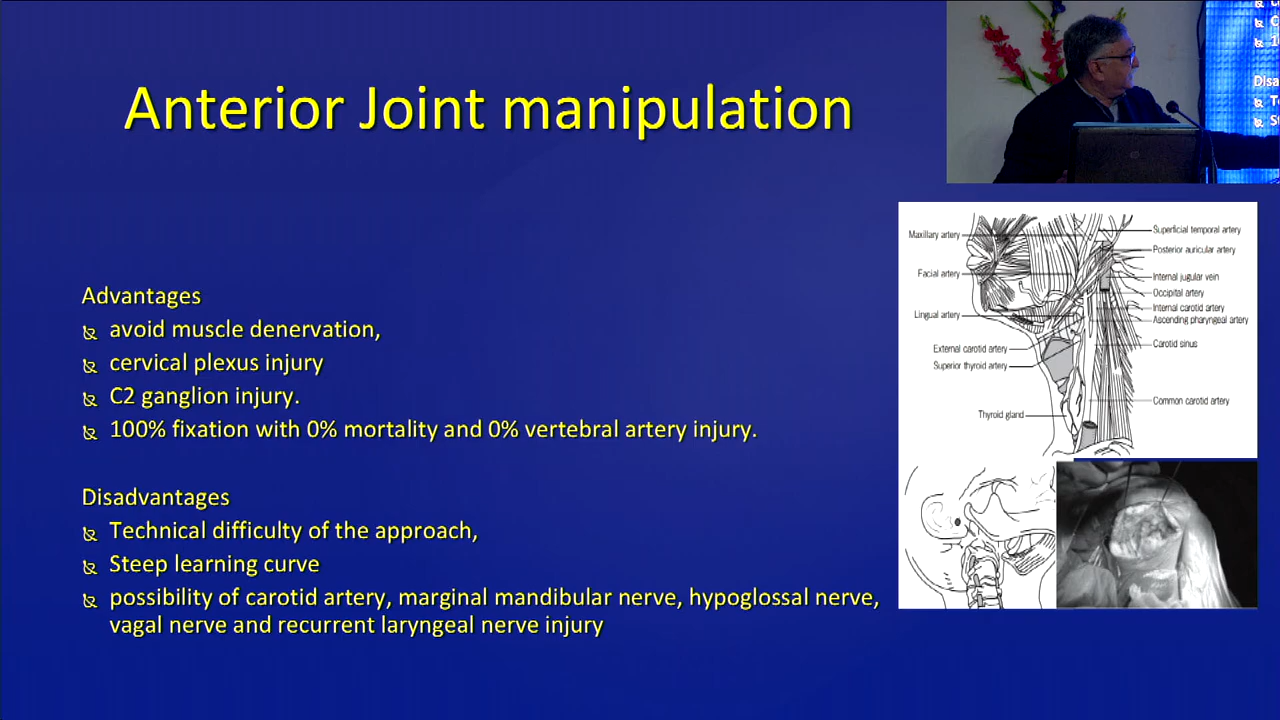 Anterior Joint manipulation
Advantages
avoid muscle denervation,
cervical plexus injury
C2 ganglion injury.
100% fixation with 0% mortality and 0% vertebral artery injury.
Disadvantages
Technical difficulty of the approach,
Steep learning curve
possibility of carotid artery, marginal mandibular nerve, hypoglossal nerve,
vagal nerve and recurrent laryngeal nerve injury
Maxillary artery
Facial artery
Lingual artery
External carotid artery
Superior thyroid artery
Thyroid gland
Superficial temporal artery
Posterior auricular artery
Internal jugular vein
Occipital artery
Internal carotid artery
Ascending pharyngeal artery
Carotid sinus
Common carotid artery
Disa